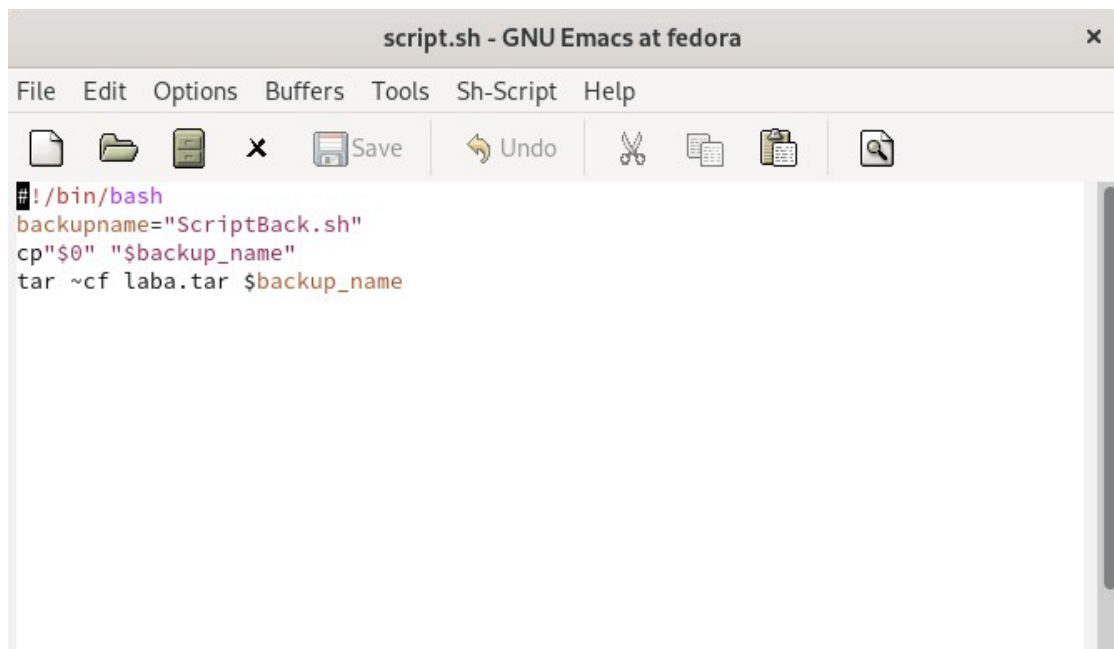 script.sh - GNU Emacs at fedora
File Edit Options Buffers Tools Sh-Script Help
Save Undo
#!/bin/bash
backupname="ScriptBack.sh"
cp"$0" "$backup_name"
tar ~cf laba.tar $backup_name